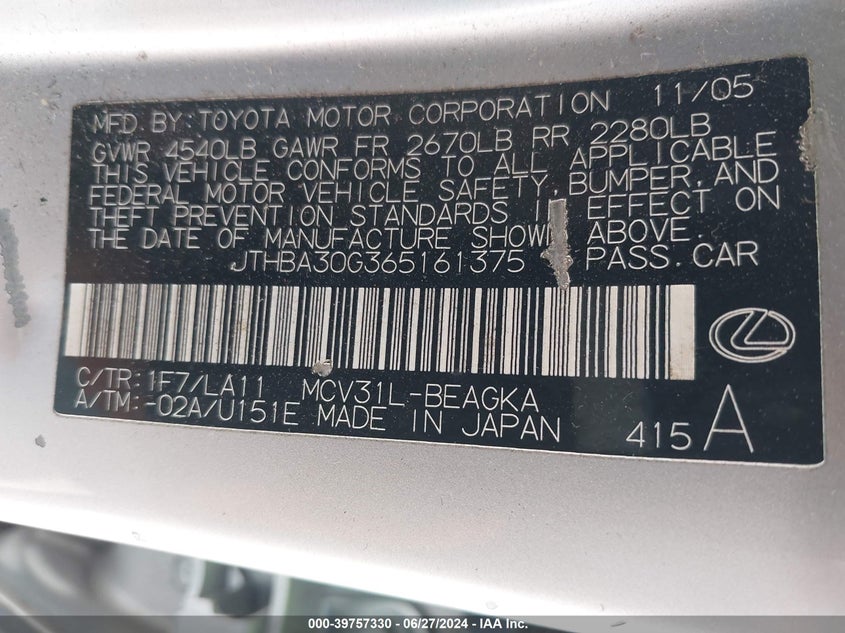 MFD. BY: TOYOTA MOTOR CORPORATION 11/05
GVWR 4540LB GAWR FR 2670LB RR 2280LB
THIS VEHICLE CONFORMS TO ALL APPLICABLE
FEDERAL MOTOR VEHICLE SAFETY, BUMPER, AND
THEFT PREVENTION STANDARDS I EFFECT ON
THE DATE OF MANUFACTURE SHOWN ABOVE.
JTHBA30G365161375 PASS. CAR
C/TR: 1F7/LA11 MCV31L-BEAGKA
A/TM: -02A/U151E MADE IN JAPAN
415 A
000-39757330 - 06/27/2024 - IAA Inc.